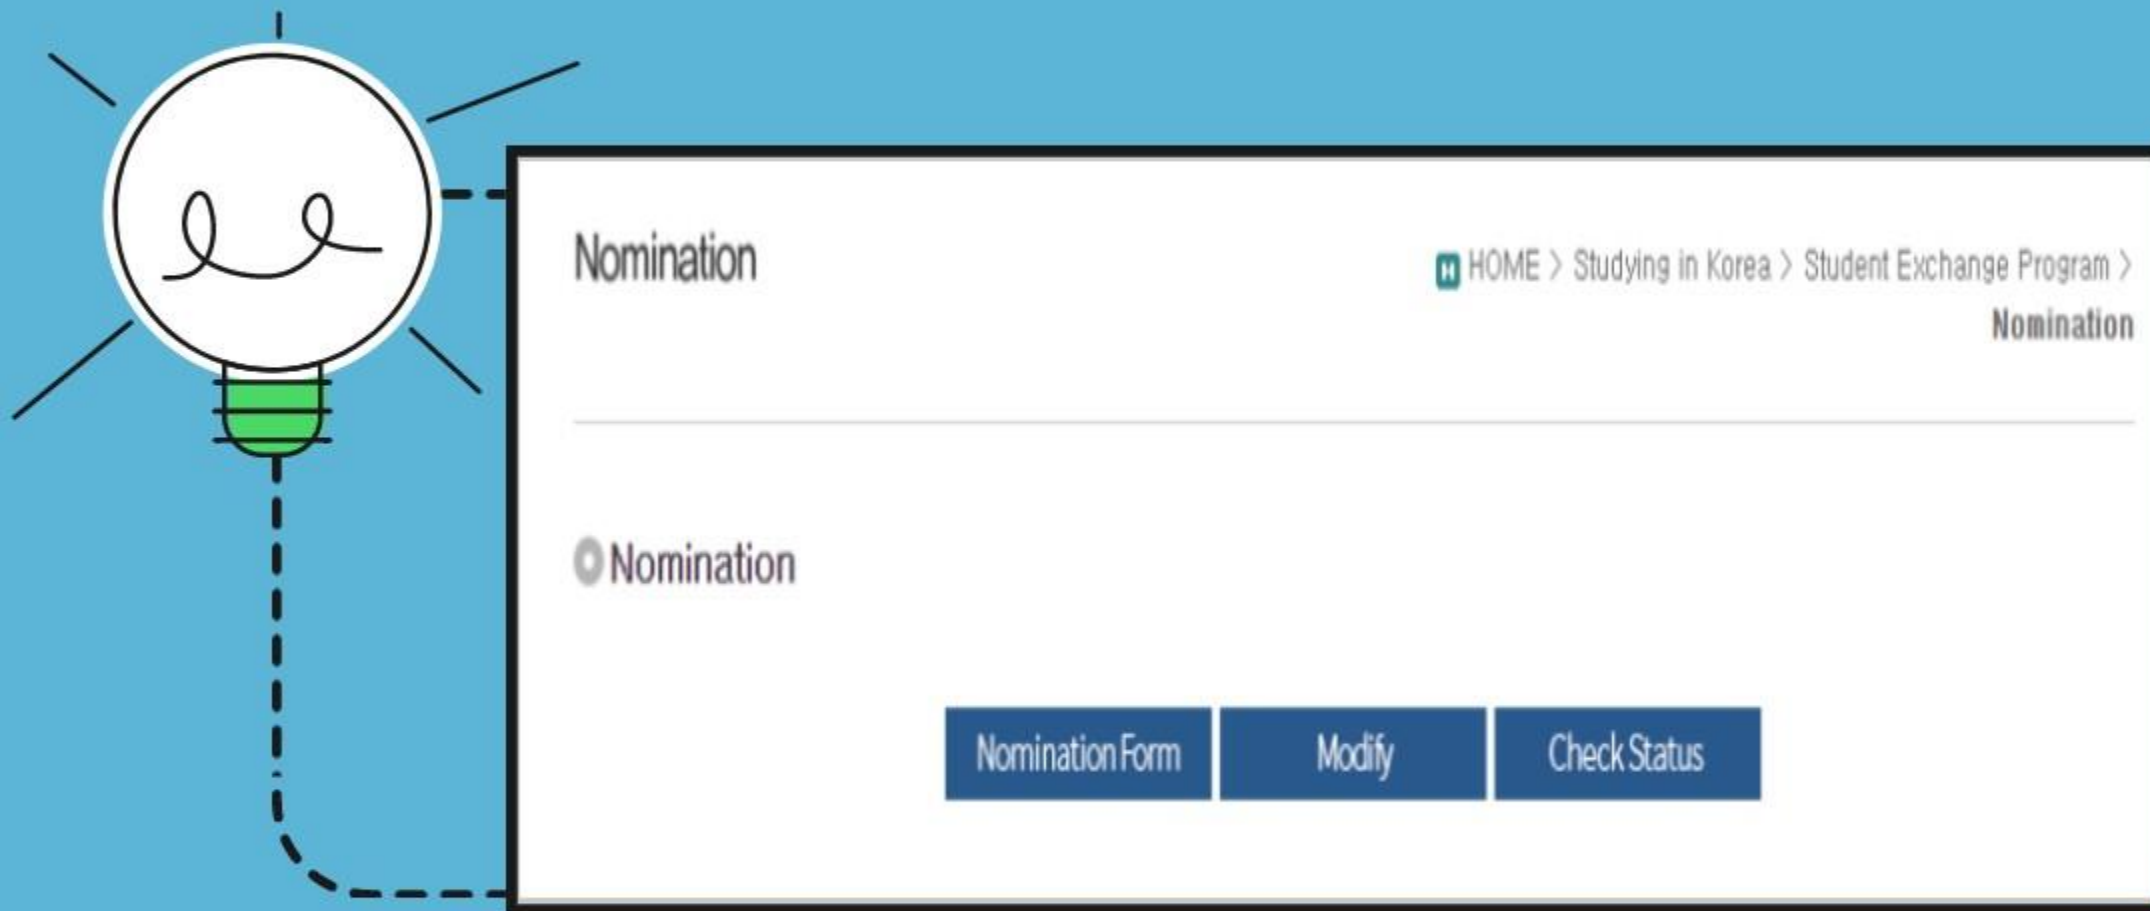 Nomination
H HOME > Studying in Korea > Student Exchange Program >
Nomination
Nomination
Nomination Form
Modify
Check Status